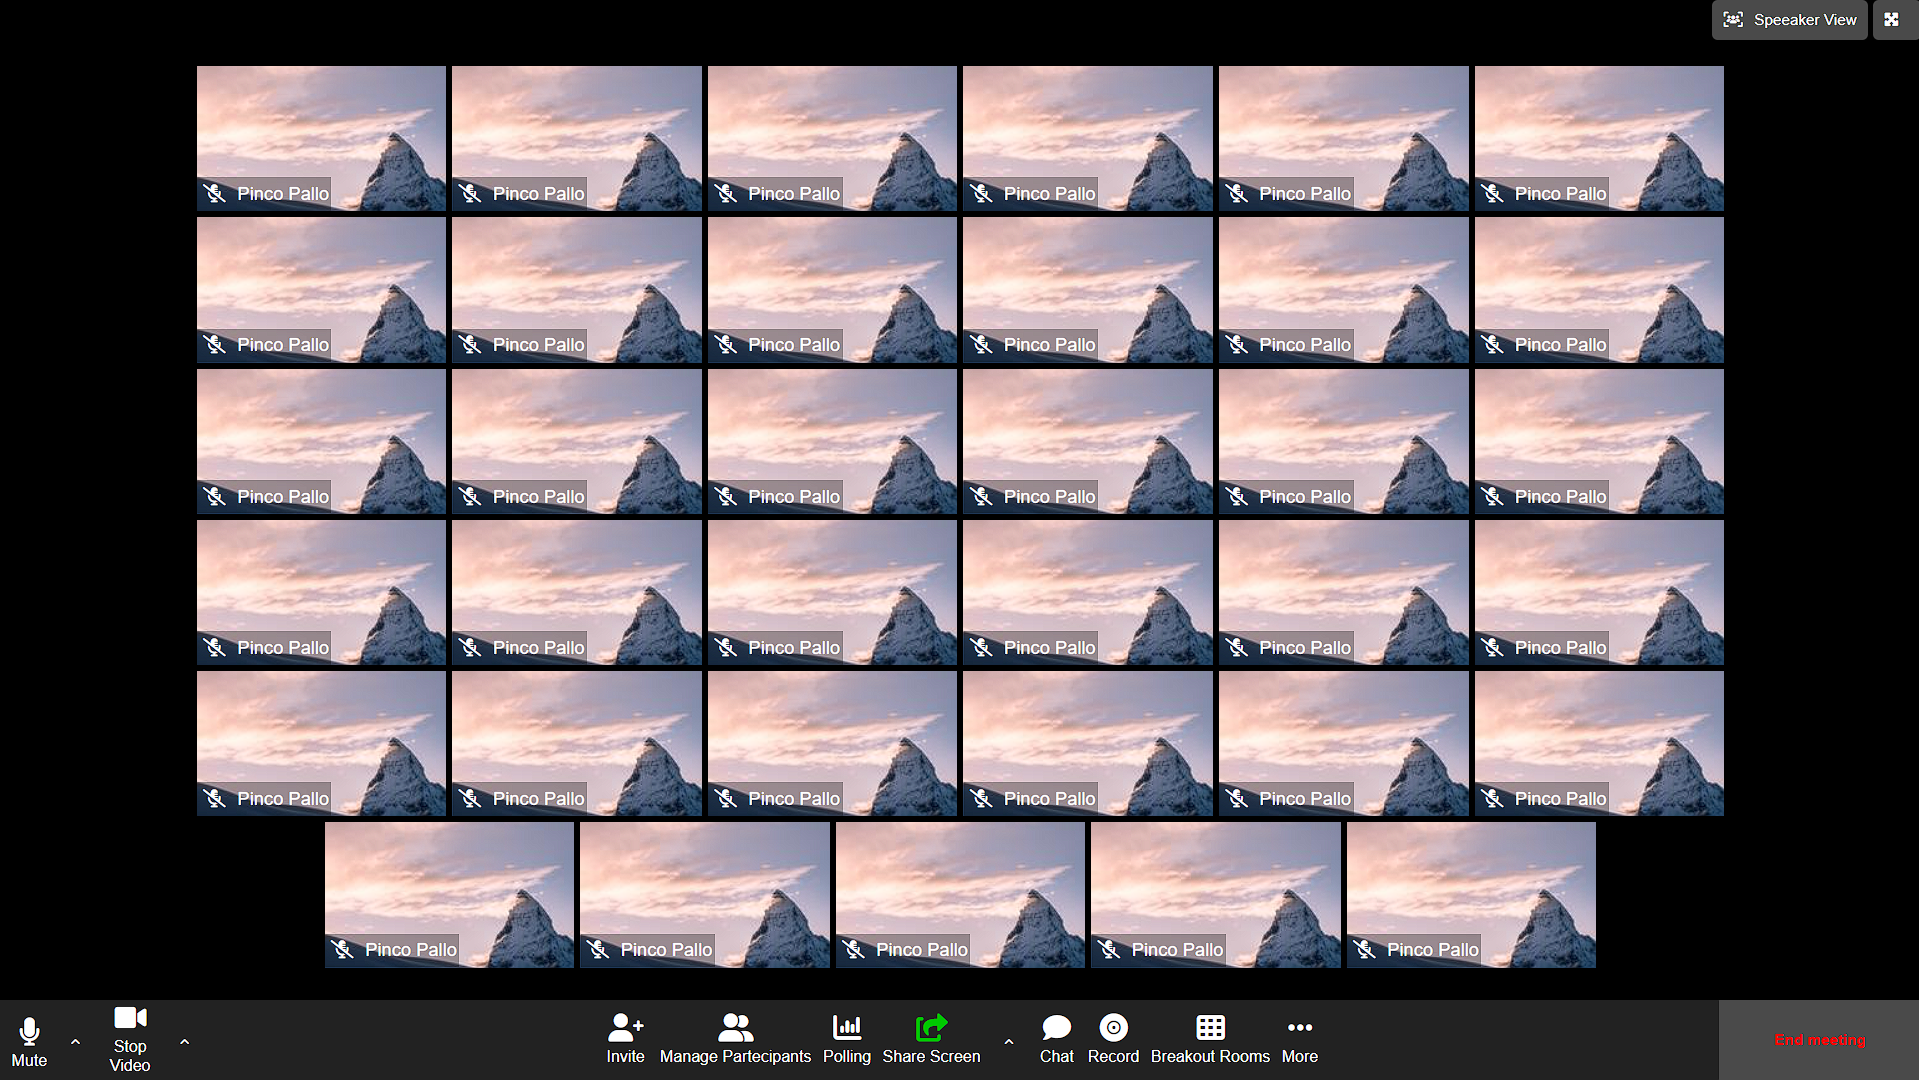 Speeaker View
Pinco Pallo Pinco Pallo Pinco Pallo Pinco Pallo Pinco Pallo Pinco Pallo
Pinco Pallo Pinco Pallo Pinco Pallo Pinco Pallo Pinco Pallo Pinco Pallo
Pinco Pallo Pinco Pallo Pinco Pallo Pinco Pallo Pinco Pallo Pinco Pallo
Pinco Pallo Pinco Pallo Pinco Pallo Pinco Pallo Pinco Pallo Pinco Pallo
Pinco Pallo Pinco Pallo Pinco Pallo Pinco Pallo Pinco Pallo Pinco Pallo
Pinco Pallo Pinco Pallo Pinco Pallo Pinco Pallo Pinco Pallo
Mute
Stop
Video
Invite Manage Partecipants Polling Share Screen Chat Record Breakout Rooms More
End meeting